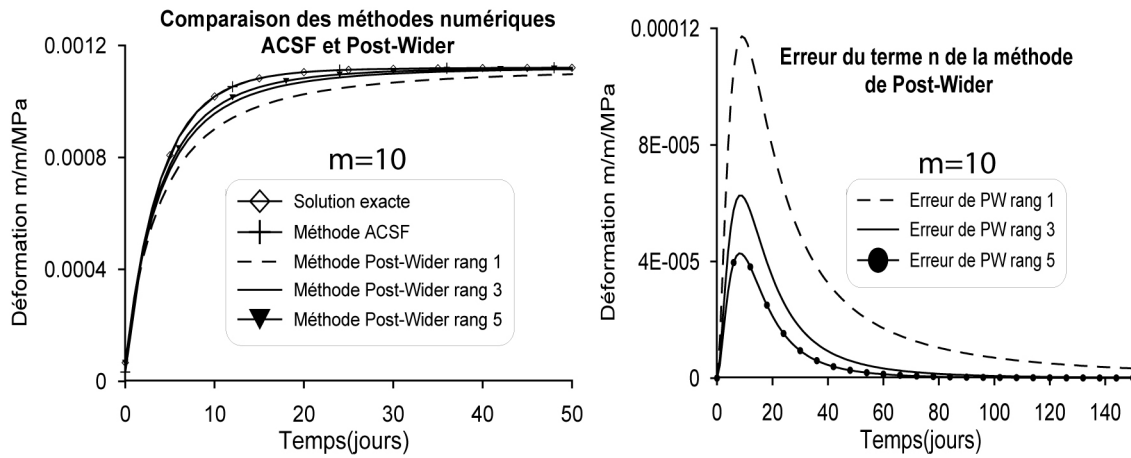 Comparaison des méthodes numériques
ACSF et Post-Wider
Déformation m/m/MPa
0.0012
0.0008
0.0004
0
m=10
Solution exacte
Méthode ACSF
Méthode Post-Wider rang 1
Méthode Post-Wider rang 3
Méthode Post-Wider rang 5
0 10 20 30 40 50
Temps(jours)
Erreur du terme n de la méthode
de Post-Wider
Déformation m/m/MPa
0.00012
8E-005
4E-005
0
m=10
Erreur de PW rang 1
Erreur de PW rang 3
Erreur de PW rang 5
0 20 40 60 80 100 120 140
Temps(jours)